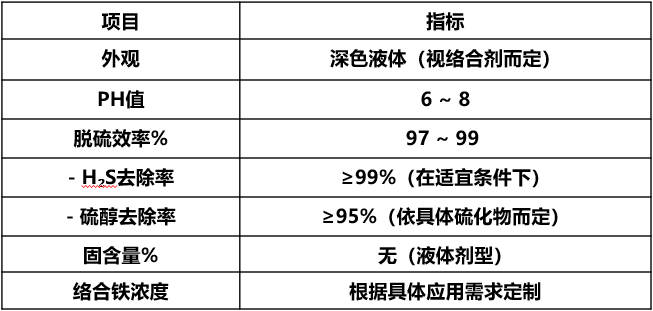 项目 指标
外观 深色液体（视络合剂而定）
PH值 6 ~ 8
脱硫效率% 97 ~ 99
- H₂S去除率 ≥99%（在适宜条件下）
- 硫醇去除率 ≥95%（依具体硫化物而定）
固含量% 无（液体剂型）
络合铁浓度 根据具体应用需求定制